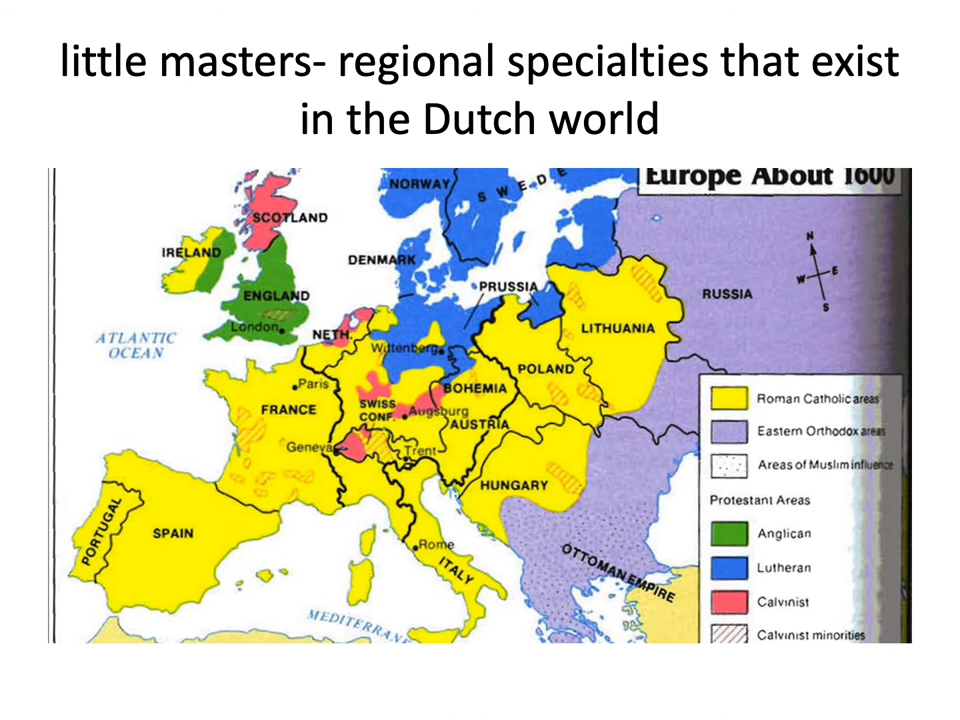 little masters- regional specialties that exist
in the Dutch world
Europe About 1600
NORWAY
SWEDE
SCOTLAND
IRELAND
DENMARK
ENGLAND
PRUSSIA
RUSSIA
N
W E
S
London
NETH.
LITHUANIA
ATLANTIC
OCEAN
Wittenberg
POLAND
Paris
BOHEMIA
FRANCE
SWISS
CONF.
Augsburg
AUSTRIA
Geneva
Trent
HUNGARY
PORTUGAL
SPAIN
Rome
ITALY
OTTOMAN EMPIRE
MEDITERRANE
Roman Catholic areas
Eastern Orthodox areas
Areas of Muslim influence
Protestant Areas
Anglican
Lutheran
Calvinist
Calvinist minorities